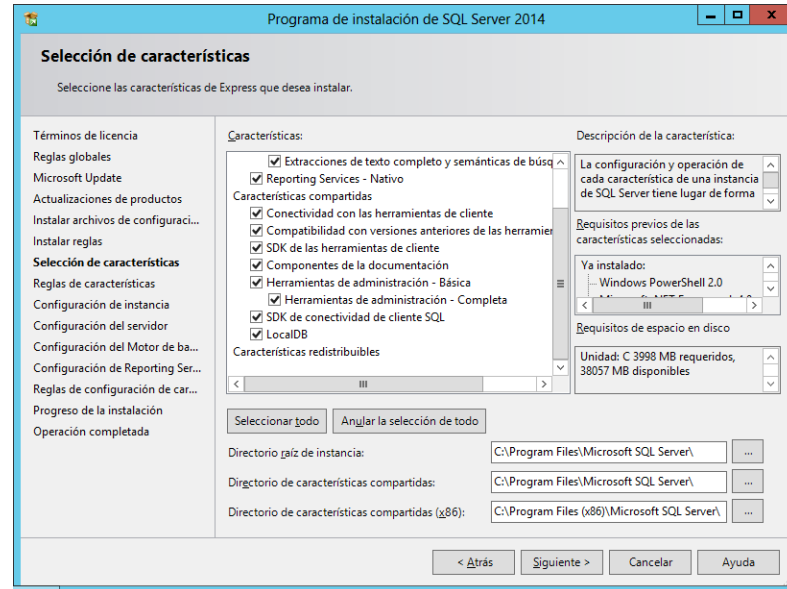 Programa de instalación de SQL Server 2014
Selección de características
Seleccione las características de Express que desea instalar.
Términos de licencia
Reglas globales
Microsoft Update
Actualizaciones de productos
Instalar archivos de configuraci...
Instalar reglas
Selección de características
Reglas de características
Configuración de instancia
Configuración del servidor
Configuración del Motor de ba...
Configuración de Reporting Ser...
Reglas de configuración de car...
Progreso de la instalación
Operación completada
Características:
Extracciones de texto completo y semánticas de búsq
Reporting Services - Nativo
Características compartidas
Conectividad con las herramientas de cliente
Compatibilidad con versiones anteriores de las herramier
SDK de las herramientas de cliente
Componentes de la documentación
Herramientas de administración - Básica
Herramientas de administración - Completa
SDK de conectividad de cliente SQL
LocalDB
Características redistribuibles
Descripción de la característica:
La configuración y operación de
cada característica de una instancia
de SQL Server tiene lugar de forma
Requisitos previos de las
características seleccionadas:
Ya instalado:
Windows PowerShell 2.0
Requisitos de espacio en disco
Unidad: C 3998 MB requeridos,
38057 MB disponibles
Seleccionar todo
Anular la selección de todo
Directorio raíz de instancia:
C:\Program Files\Microsoft SQL Server\
...
Directorio de características compartidas:
C:\Program Files\Microsoft SQL Server\
...
Directorio de características compartidas (x86):
C:\Program Files (x86)\Microsoft SQL Server\
...
< Atrás
Siguiente >
Cancelar
Ayuda